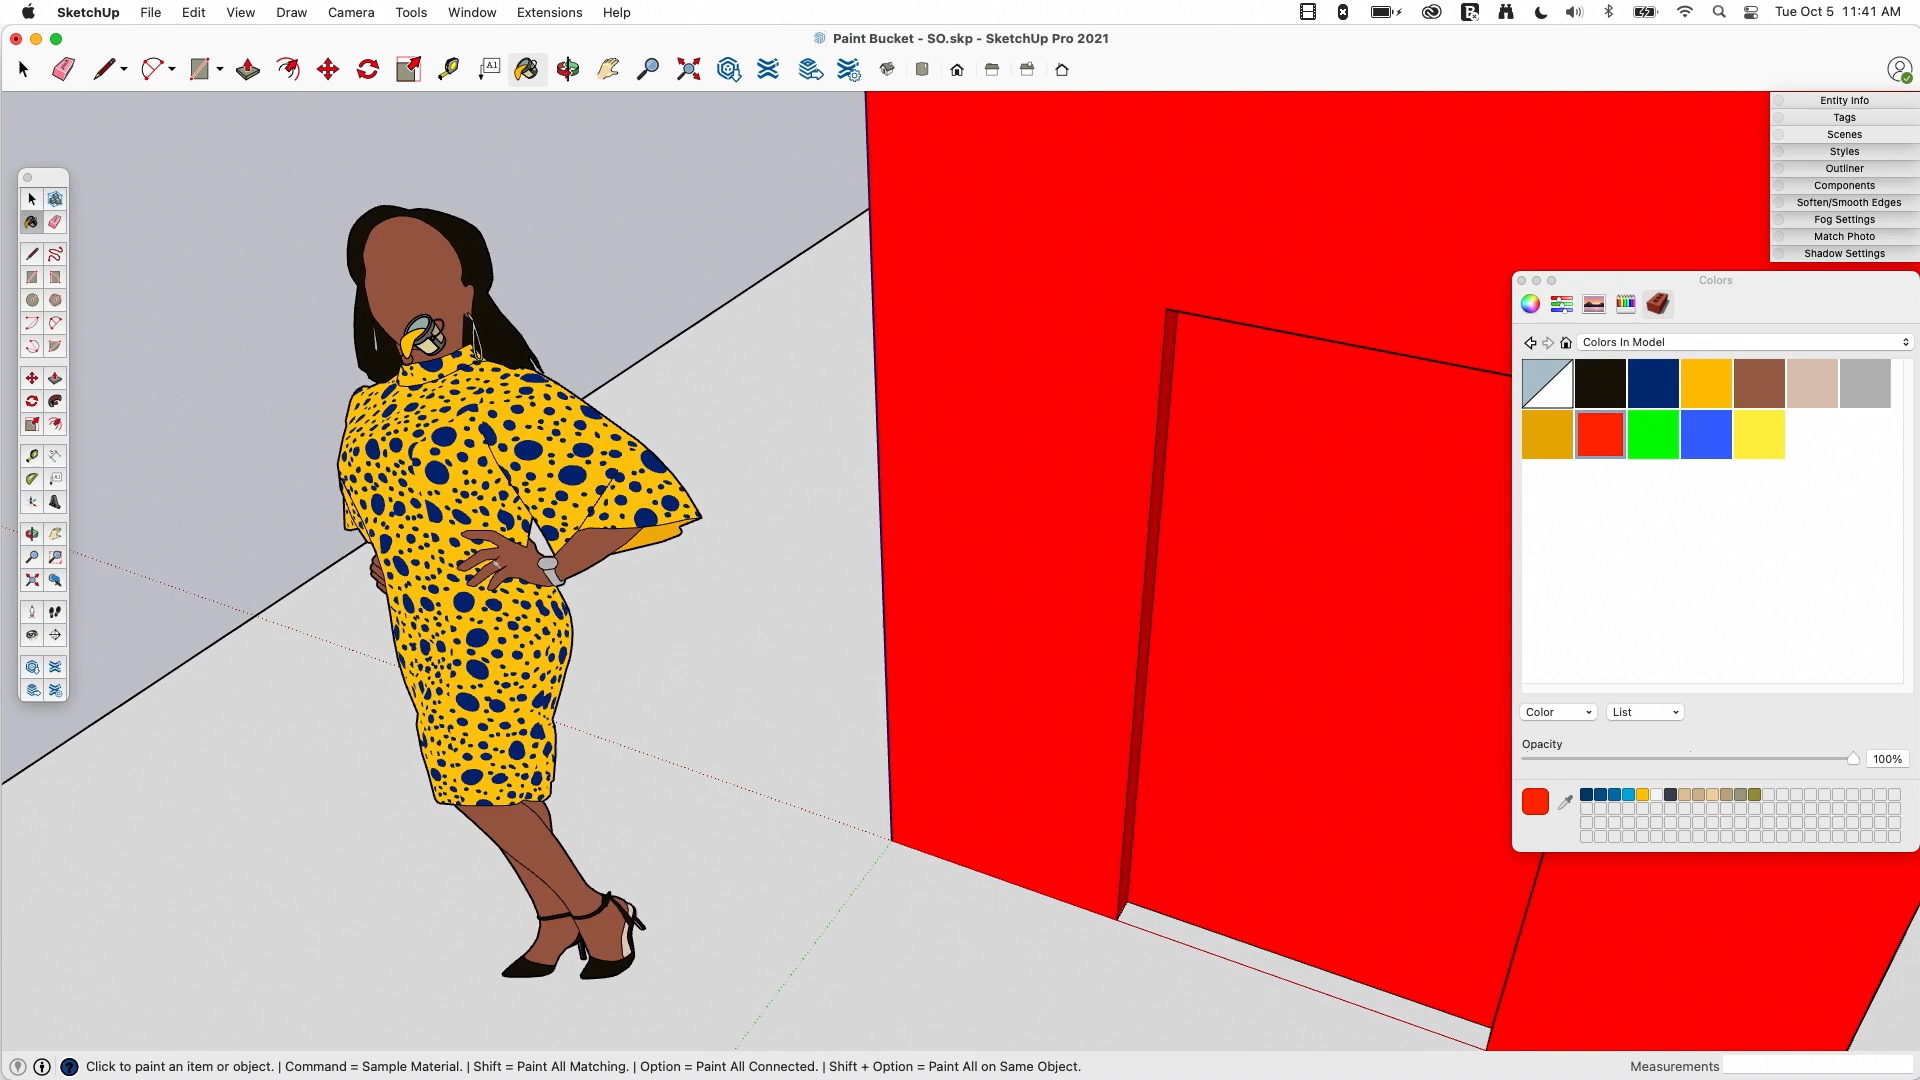 SketchUp File Edit View Draw Camera Tools Window Extensions Help Tue Oct 5 11:41 AM
Paint Bucket - SO.skp - SketchUp Pro 2021
A1
Entity Info
Tags
Scenes
Styles
Outliner
Components
Soften/Smooth Edges
Fog Settings
Match Photo
Shadow Settings
Colors
Colors In Model
Color List
Opacity
100%
Click to paint an item or object. | Command = Sample Material. | Shift = Paint All Matching. | Option = Paint All Connected. | Shift + Option = Paint All on Same Object.
Measurements